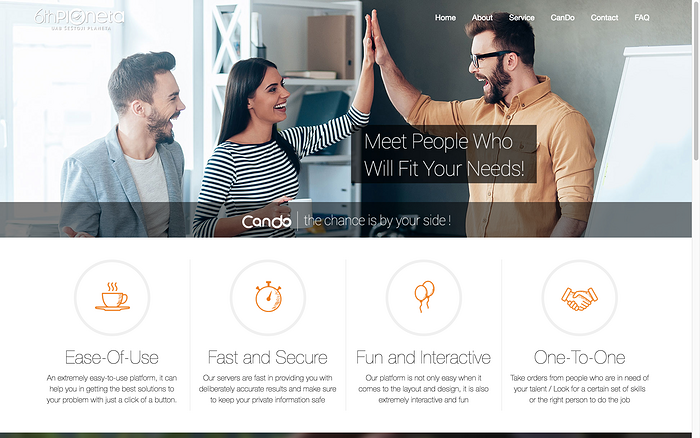 6thPloneta
Home About Service CanDo Contact FAQ
Meet People Who
Will Fit Your Needs!
Cando the chance is by your side !
Ease-Of-Use
An extremely easy-to-use platform, it can
help you in getting the best solutions to
your problem with just a click of a button.
Fast and Secure
Our servers are fast in providing you with
deliberately accurate results and make sure
to keep your private information safe
Fun and Interactive
Our platform is not only easy when it
comes to the layout and design, it is also
extremely interactive and fun
One-To-One
Take orders from people who are in need of
your talent / Look for a certain set of skills
or the right person to do the job